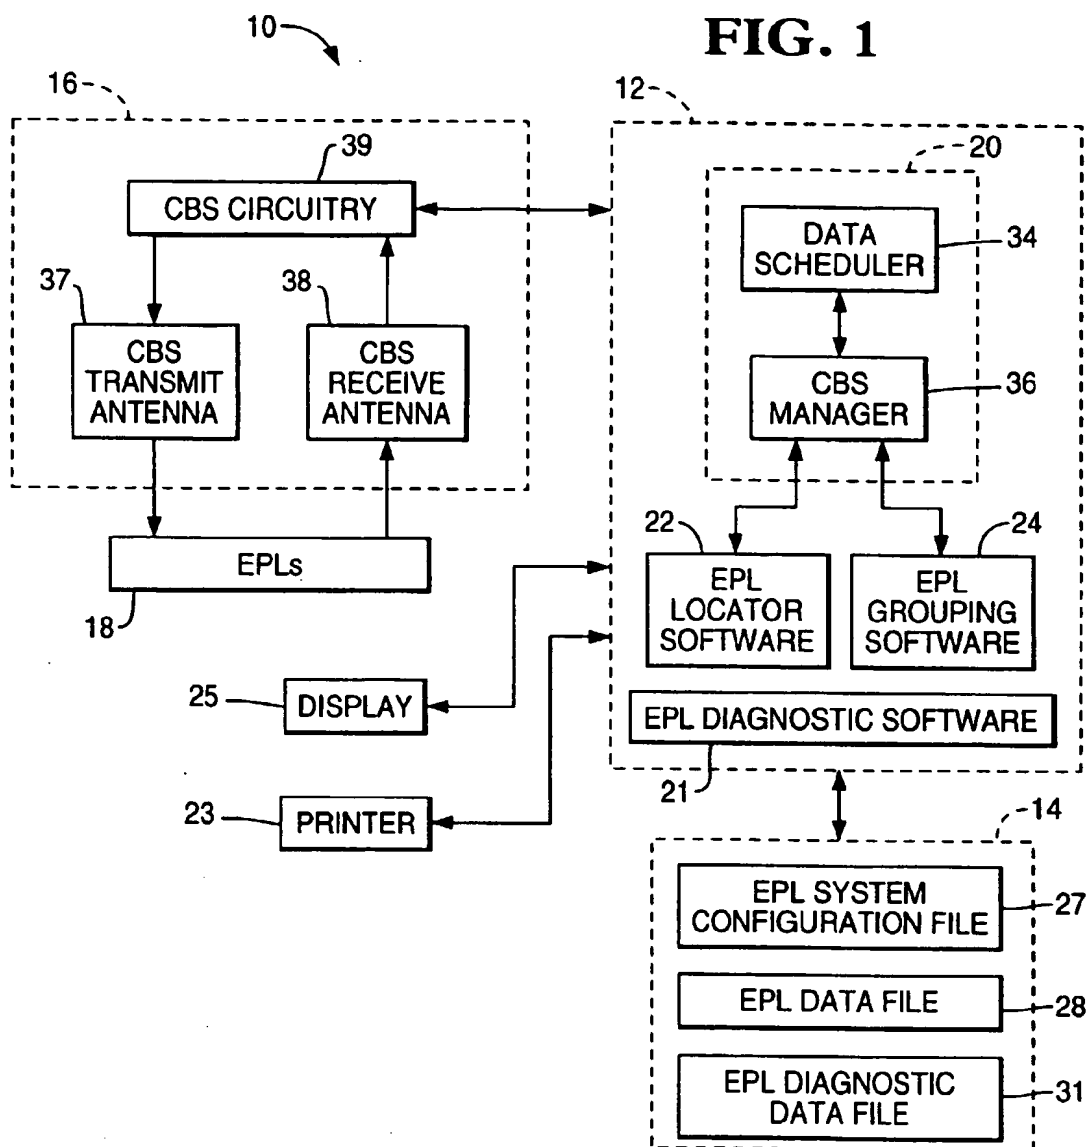 FIG. 1
10
16
12
39
20
CBS CIRCUITRY
DATA
SCHEDULER
34
37
38
CBS
TRANSMIT
ANTENNA
CBS
RECEIVE
ANTENNA
CBS
MANAGER
36
22
24
EPLs
18
EPL
LOCATOR
SOFTWARE
EPL
GROUPING
SOFTWARE
25
DISPLAY
EPL DIAGNOSTIC SOFTWARE
21
23
PRINTER
14
EPL SYSTEM
CONFIGURATION FILE
27
EPL DATA FILE
28
EPL DIAGNOSTIC
DATA FILE
31